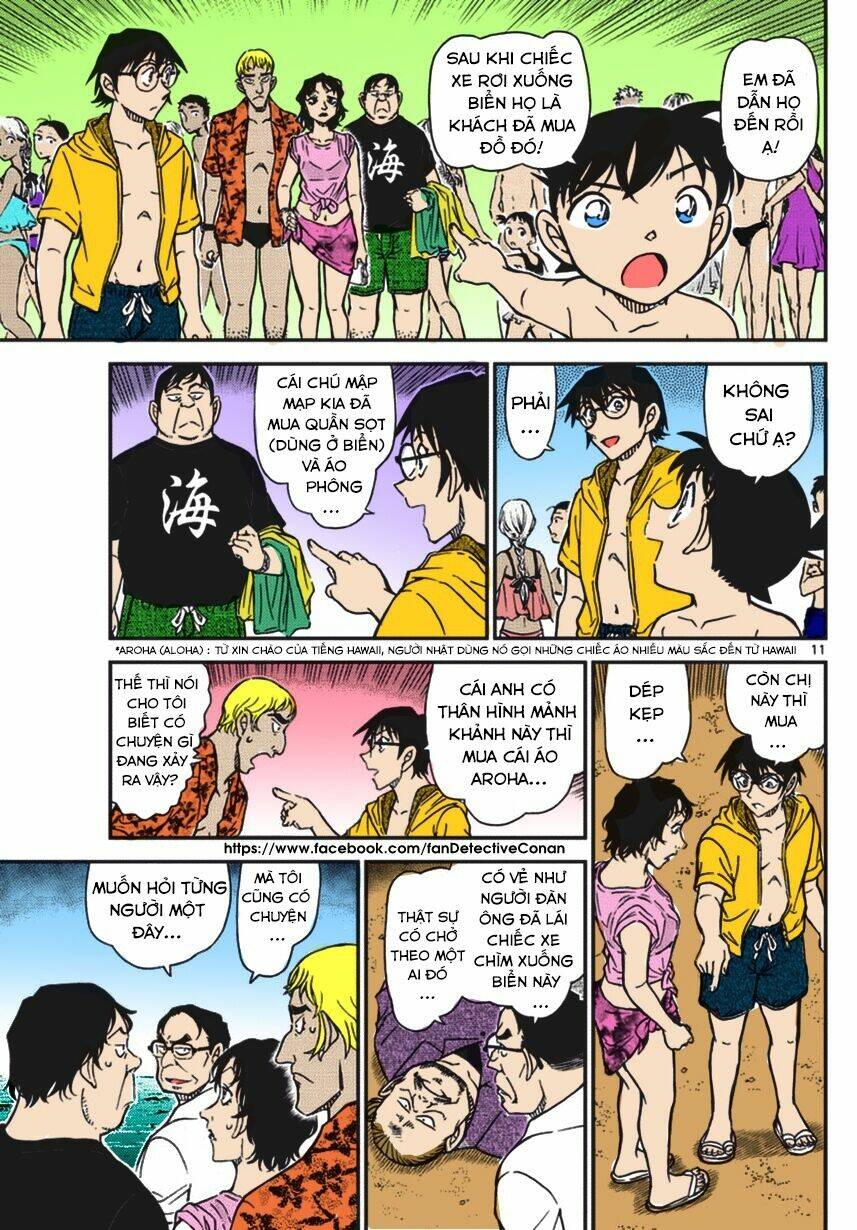 EM ĐÃ
DẪN HỌ
ĐẾN RỒI
Ạ!
SAU KHI CHIẾC
XE RƠI XUỐNG
BIỂN HỌ LÀ
KHÁCH ĐÃ MUA
ĐỒ ĐÓ!
海
KHÔNG
SAI
CHỨ Ạ?
PHẢI
...
CÁI CHÚ MẬP
MẠP KIA ĐÃ
MUA QUẦN SỌT
(DÙNG Ở BIỂN)
VÀ ÁO
PHÔNG
...
海
*AROHA (ALOHA) : TỪ XIN CHÀO CỦA TIẾNG HAWAII, NGƯỜI NHẬT DÙNG NÓ GỌI NHỮNG CHIẾC ÁO NHIỀU MÀU SẮC ĐẾN TỪ HAWAII
11
CÒN CHỊ
NÀY THÌ
MUA
...
DÉP
KẸP
...
CÁI ANH CÓ
THÂN HÌNH MẢNH
KHẢNH NÀY THÌ
MUA CÁI ÁO
AROHA...
THẾ THÌ NÓI
CHO TÔI
BIẾT CÓ
CHUYỆN GÌ
ĐANG XẢY
RA VẬY?
https://www.facebook.com/fanDetectiveConan
CÓ VẺ NHƯ
NGƯỜI ĐÀN
ÔNG ĐÃ LÁI
CHIẾC XE
CHÌM XUỐNG
BIỂN NÀY
...
THẬT SỰ
CÓ CHỞ
THEO MỘT
AI ĐÓ
...
MÀ TÔI
CŨNG CÓ
CHUYỆN
...
MUỐN HỎI TỪNG
NGƯỜI MỘT
ĐÂY...